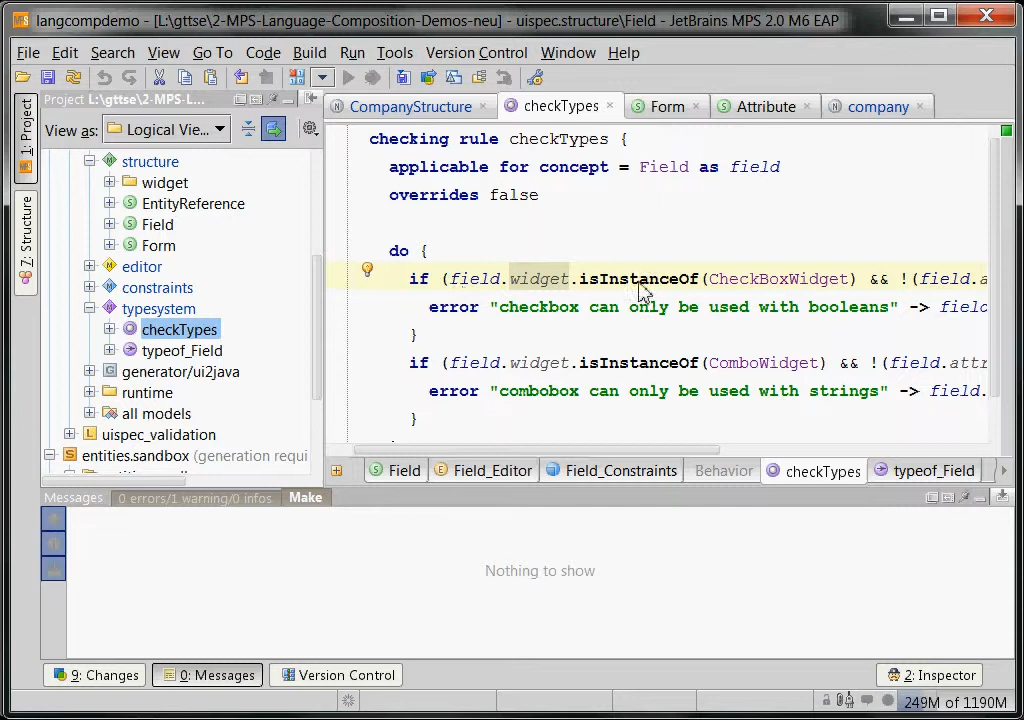 langcompdemo - [L:\gttse\2-MPS-Language-Composition-Demos-neu] - uispec.structure\Field - JetBrains MPS 2.0 M6 EAP
File Edit Search View Go To Code Build Run Tools Version Control Window Help
Project L:\gttse\2-MPS-L...
View as: Logical Vie...
1: Project
Z: Structure
structure
widget
EntityReference
Field
Form
editor
constraints
typesystem
checkTypes
typeof_Field
generator/ui2java
runtime
all models
uispec_validation
entities.sandbox (generation requi
CompanyStructure checkTypes Form Attribute company
checking rule checkTypes {
applicable for concept = Field as field
overrides false
do {
if (field.widget.isInstanceOf(CheckBoxWidget) && !(field.a
error "checkbox can only be used with booleans" -> field
}
if (field.widget.isInstanceOf(ComboWidget) && !(field.attr
error "combobox can only be used with strings" -> field.
}
Field Field_Editor Field_Constraints Behavior checkTypes typeof_Field
Messages 0 errors/1 warning/0 infos Make
Nothing to show
9: Changes 0: Messages Version Control 2: Inspector
249M of 1190M